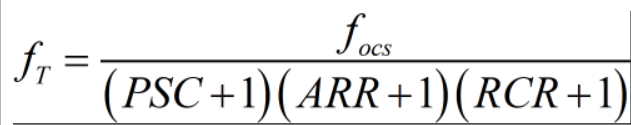 f_T = f_ocs / (PSC+1)(ARR+1)(RCR+1)